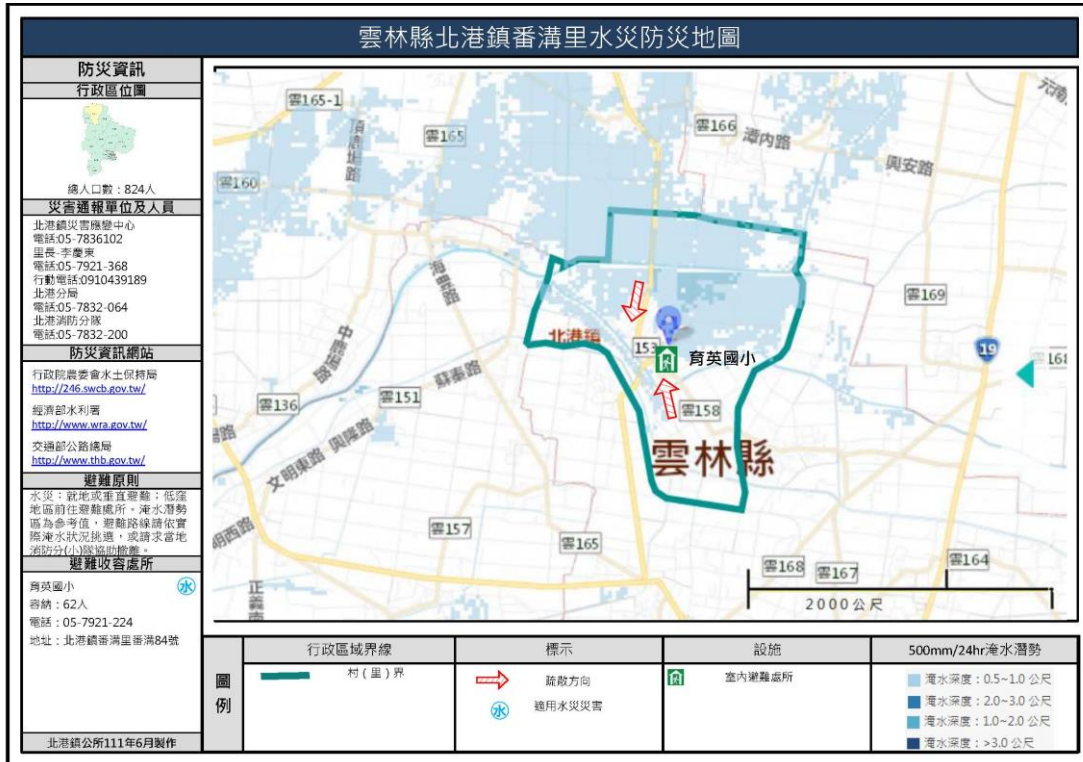 雲林縣北港鎮番溝里水災防災地圖
防災資訊
行政區位圖
總人口數：824人
災害通報單位及人員
北港鎮災害應變中心
電話:05-7836102
里長-李慶東
電話:05-7921-368
行動電話:0910439189
北港分局
電話:05-7832-064
北港消防分隊
電話:05-7832-200
防災資訊網站
行政院農委會水土保持局
http://246.swcb.gov.tw/
經濟部水利署
http://www.wra.gov.tw/
交通部公路總局
http://www.thb.gov.tw/
避難原則
水災：就地或垂直避難；低窪
地區前往避難處所。淹水潛勢
區為參考值，避難路線請依實
際淹水狀況挑選，或請求當地
消防分(小)隊協助撤離。
避難收容處所
育英國小
水
容納：62人
電話：05-7921-224
地址：北港鎮番溝里番溝84號
北港鎮公所111年6月製作
雲165-1
雲165
雲166
潭內路
興安路
雲160
海豐路
雲169
北港鎮
153
育英國小
19
168
中鹿場路
蘇秦路
雲136
雲151
雲158
興隆路
文明東路
雲林縣
明西路
雲157
雲165
雲168
雲167
雲164
2000公尺
正義南
圖例
行政區域界線
村（里）界
標示
疏散方向
水
適用水災災害
設施
室內避難處所
500mm/24hr淹水潛勢
淹水深度：0.5~1.0 公尺
淹水深度：2.0~3.0 公尺
淹水深度：1.0~2.0 公尺
淹水深度：>3.0 公尺